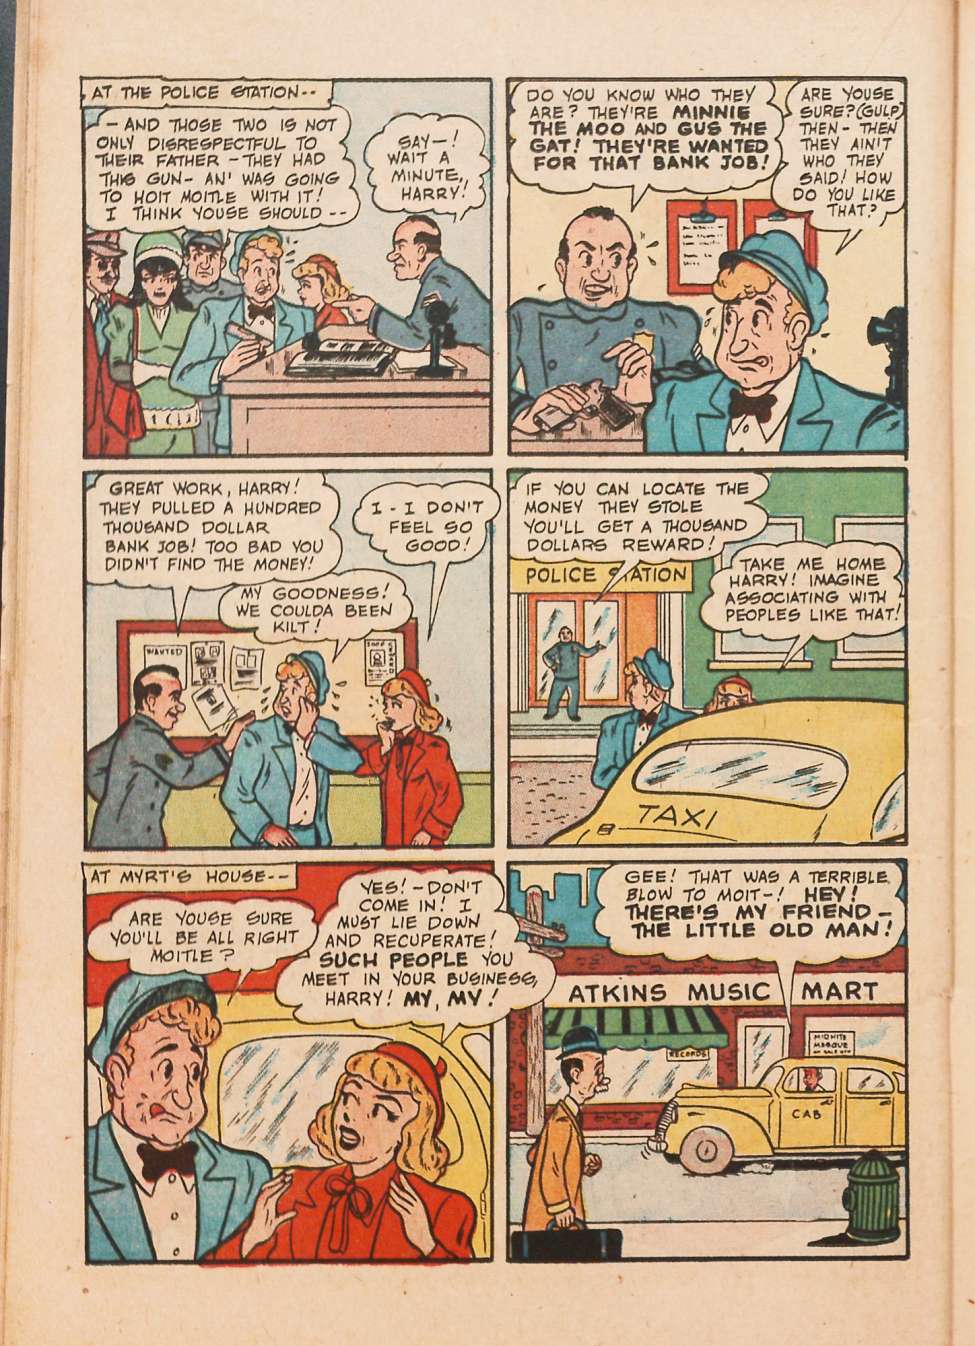 AT THE POLICE STATION--
-AND THOSE TWO IS NOT
ONLY DISRESPECTFUL TO
THEIR FATHER -THEY HAD
THIS GUN- AN' WAS GOING
TO HOIT MOITLE WITH IT!
I THINK YOUSE SHOULD--
SAY-!
WAIT A
MINUTE,
HARRY!
DO YOU KNOW WHO THEY
ARE? THEY'RE MINNIE
THE MOO AND GUS THE
GAT! THEY'RE WANTED
FOR THAT BANK JOB!
ARE YOUSE
SURE?(GULP)
THEN- THEN
THEY AIN'T
WHO THEY
SAID! HOW
DO YOU LIKE
THAT?
GREAT WORK, HARRY!
THEY PULLED A HUNDRED
THOUSAND DOLLAR
BANK JOB! TOO BAD YOU
DIDN'T FIND THE MONEY!
I-I DON'T
FEEL SO
GOOD!
MY GOODNESS!
WE COULDA BEEN
KILT!
WANTED
IF YOU CAN LOCATE THE
MONEY THEY STOLE
YOU'LL GET A THOUSAND
DOLLARS REWARD!
POLICE STATION
TAKE ME HOME
HARRY! IMAGINE
ASSOCIATING WITH
PEOPLES LIKE THAT!
TAXI
AT MYRT'S HOUSE--
ARE YOUSE SURE
YOU'LL BE ALL RIGHT
MOITLE?
YES!-DON'T
COME IN! I
MUST LIE DOWN
AND RECUPERATE!
SUCH PEOPLE YOU
MEET IN YOUR BUSINESS,
HARRY! MY, MY!
GEE! THAT WAS A TERRIBLE
BLOW TO MOIT-! HEY!
THERE'S MY FRIEND-
THE LITTLE OLD MAN!
ATKINS MUSIC MART
RECORDS
MIDNITE
CAB